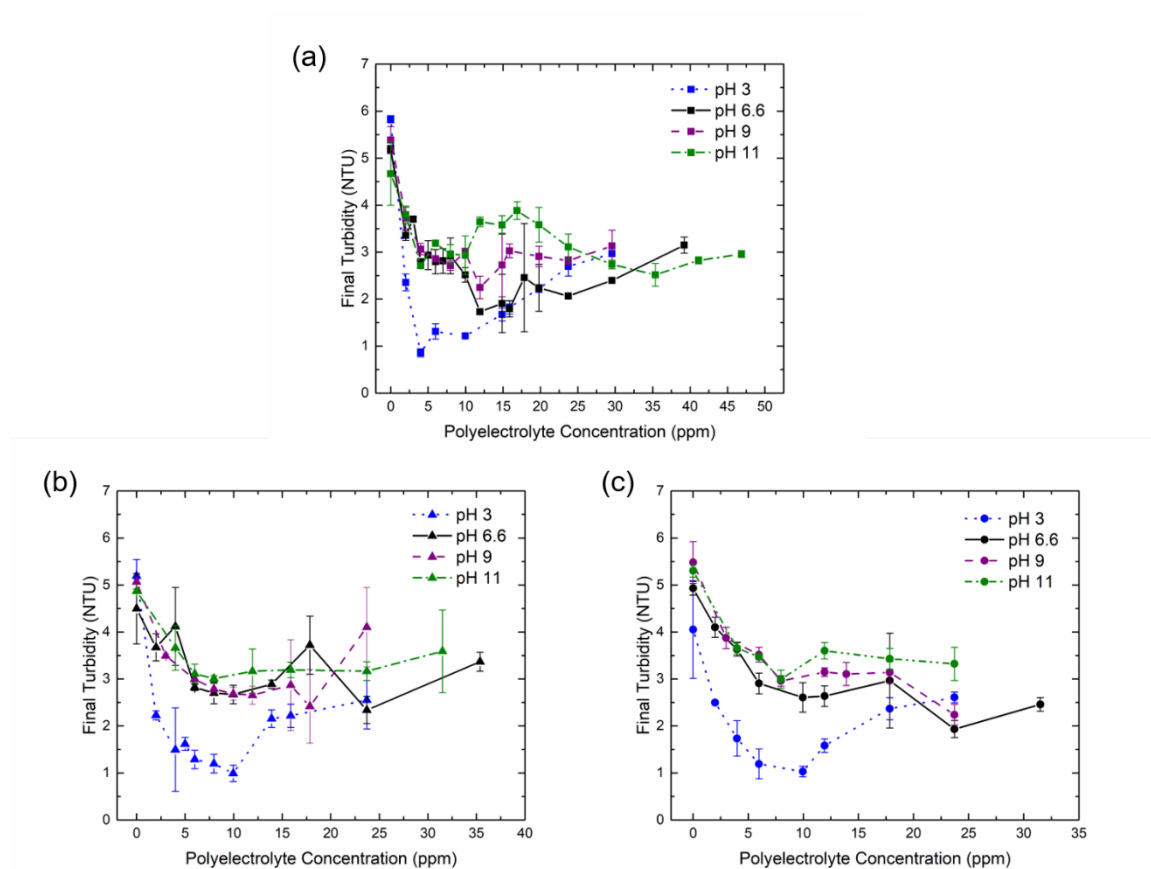 (a)
7
6
5
4
3
2
1
0
Final Turbidity (NTU)
pH 3
pH 6.6
pH 9
pH 11
0 5 10 15 20 25 30 35 40 45 50
Polyelectrolyte Concentration (ppm)
(b)
7
6
5
4
3
2
1
0
Final Turbidity (NTU)
pH 3
pH 6.6
pH 9
pH 11
0 5 10 15 20 25 30 35 40
Polyelectrolyte Concentration (ppm)
(c)
7
6
5
4
3
2
1
0
Final Turbidity (NTU)
pH 3
pH 6.6
pH 9
pH 11
0 5 10 15 20 25 30 35
Polyelectrolyte Concentration (ppm)